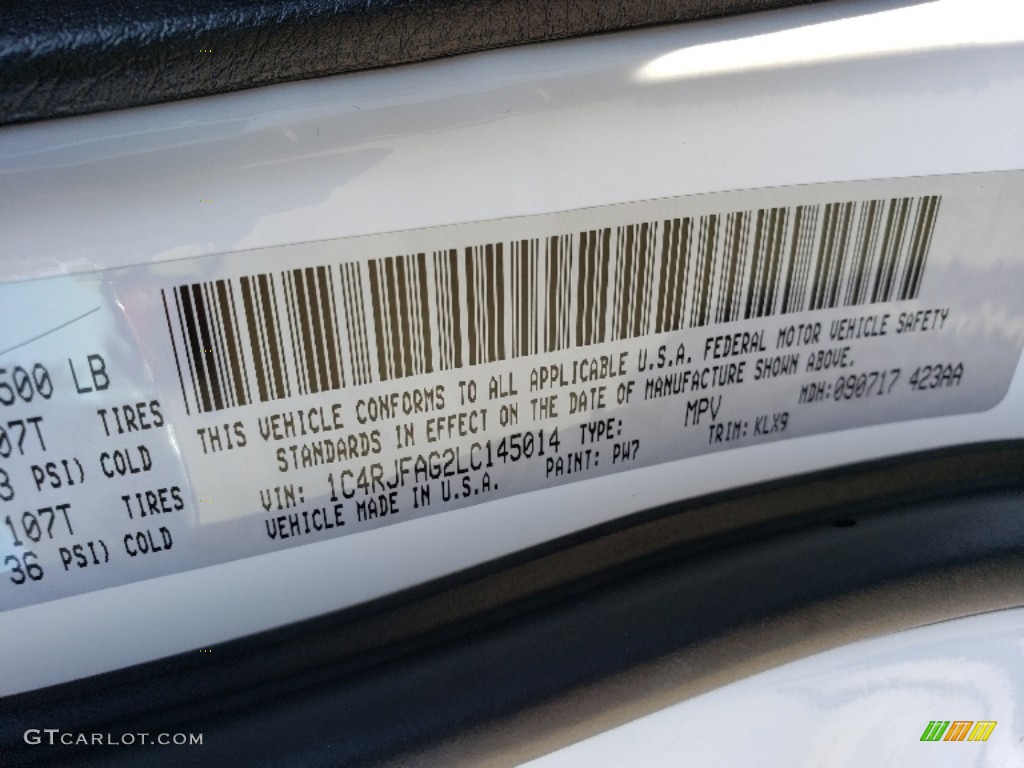 500 LB
07T TIRES
3 PSI) COLD
107T TIRES
36 PSI) COLD
THIS VEHICLE CONFORMS TO ALL APPLICABLE U.S.A. FEDERAL MOTOR VEHICLE SAFETY
STANDARDS IN EFFECT ON THE DATE OF MANUFACTURE SHOWN ABOVE.
VIN: 1C4RJFAG2LC145014 TYPE: MPV MDH:090717 423AA
VEHICLE MADE IN U.S.A. PAINT: PW7 TRIM: KLX9
GTCARLOT.COM